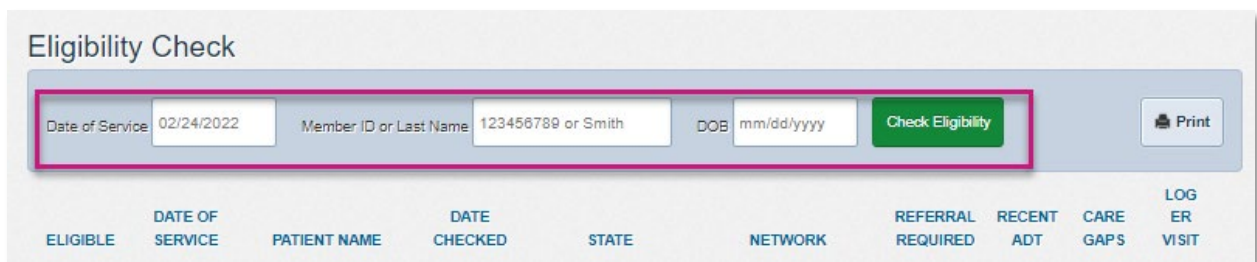 Eligibility Check
Date of Service 02/24/2022 Member ID or Last Name 123456789 or Smith DOB mm/dd/yyyy Check Eligibility Print
LOG
DATE OF DATE REFERRAL RECENT CARE ER
ELIGIBLE SERVICE PATIENT NAME CHECKED STATE NETWORK REQUIRED ADT GAPS VISIT